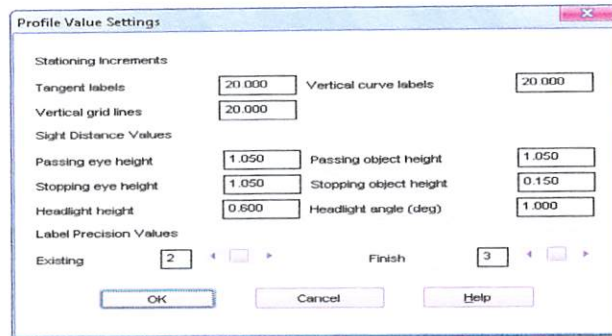 Profile Value Settings
Stationing Increments
Tangent labels 20.000 Vertical curve labels 20.000
Vertical grid lines 20.000
Sight Distance Values
Passing eye height 1.050 Passing object height 1.050
Stopping eye height 1.050 Stopping object height 0.150
Headlight height 0.600 Headlight angle (deg) 1.000
Label Precision Values
Existing 2 Finish 3
OK Cancel Help